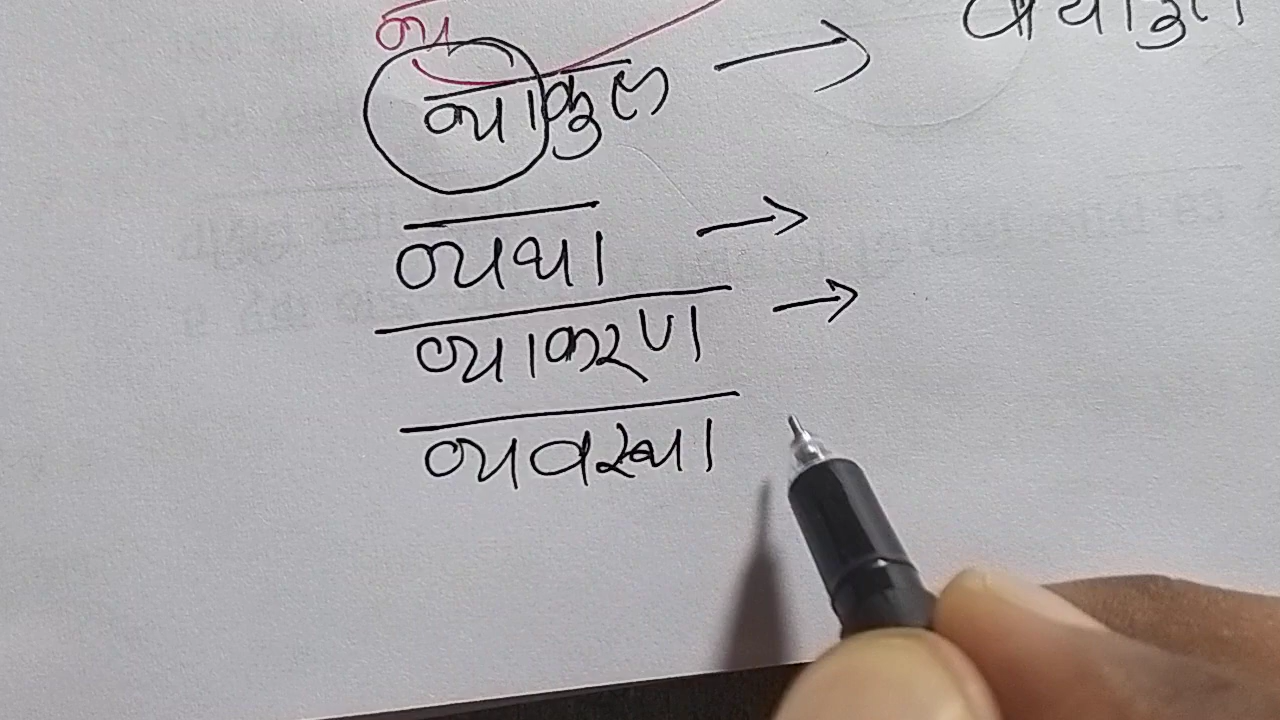 व्य
व्याकुल →
व्यथा →
व्याकरण →
व्यवस्था